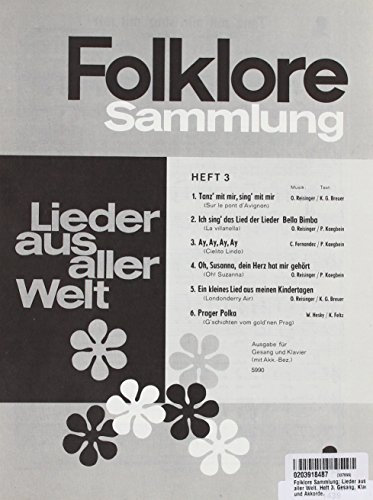 Folklore
Sammlung
Lieder
aus
aller
Welt
HEFT 3
Musik: Text:
1. Tanz' mit mir, sing' mit mir
(Sur le pont d'Avignon) O. Reisinger / K. G. Breuer
2. Ich sing' das Lied der Lieder Bella Bimba
(La villanella) O. Reisinger / P. Kaegbein
3. Ay, Ay, Ay, Ay C. Fernandez / P. Kaegbein
(Cielito Lindo)
4. Oh, Susanna, dein Herz hat mir gehört
(Oh! Suzanna) O. Reisinger / P. Kaegbein
5. Ein kleines Lied aus meinen Kindertagen
(Londonderry Air) O. Reisinger / K. G. Breuer
6. Prager Polka W. Hesky / K. Feltz
(G'schichten vom gold'nen Prag)
Ausgabe für
Gesang und Klavier
(mit Akk.-Bez.)
5990
0203918487
Folklore Sammlung: Lieder aus
aller Welt. Heft 3. Gesang, Klav
und Akkorde.